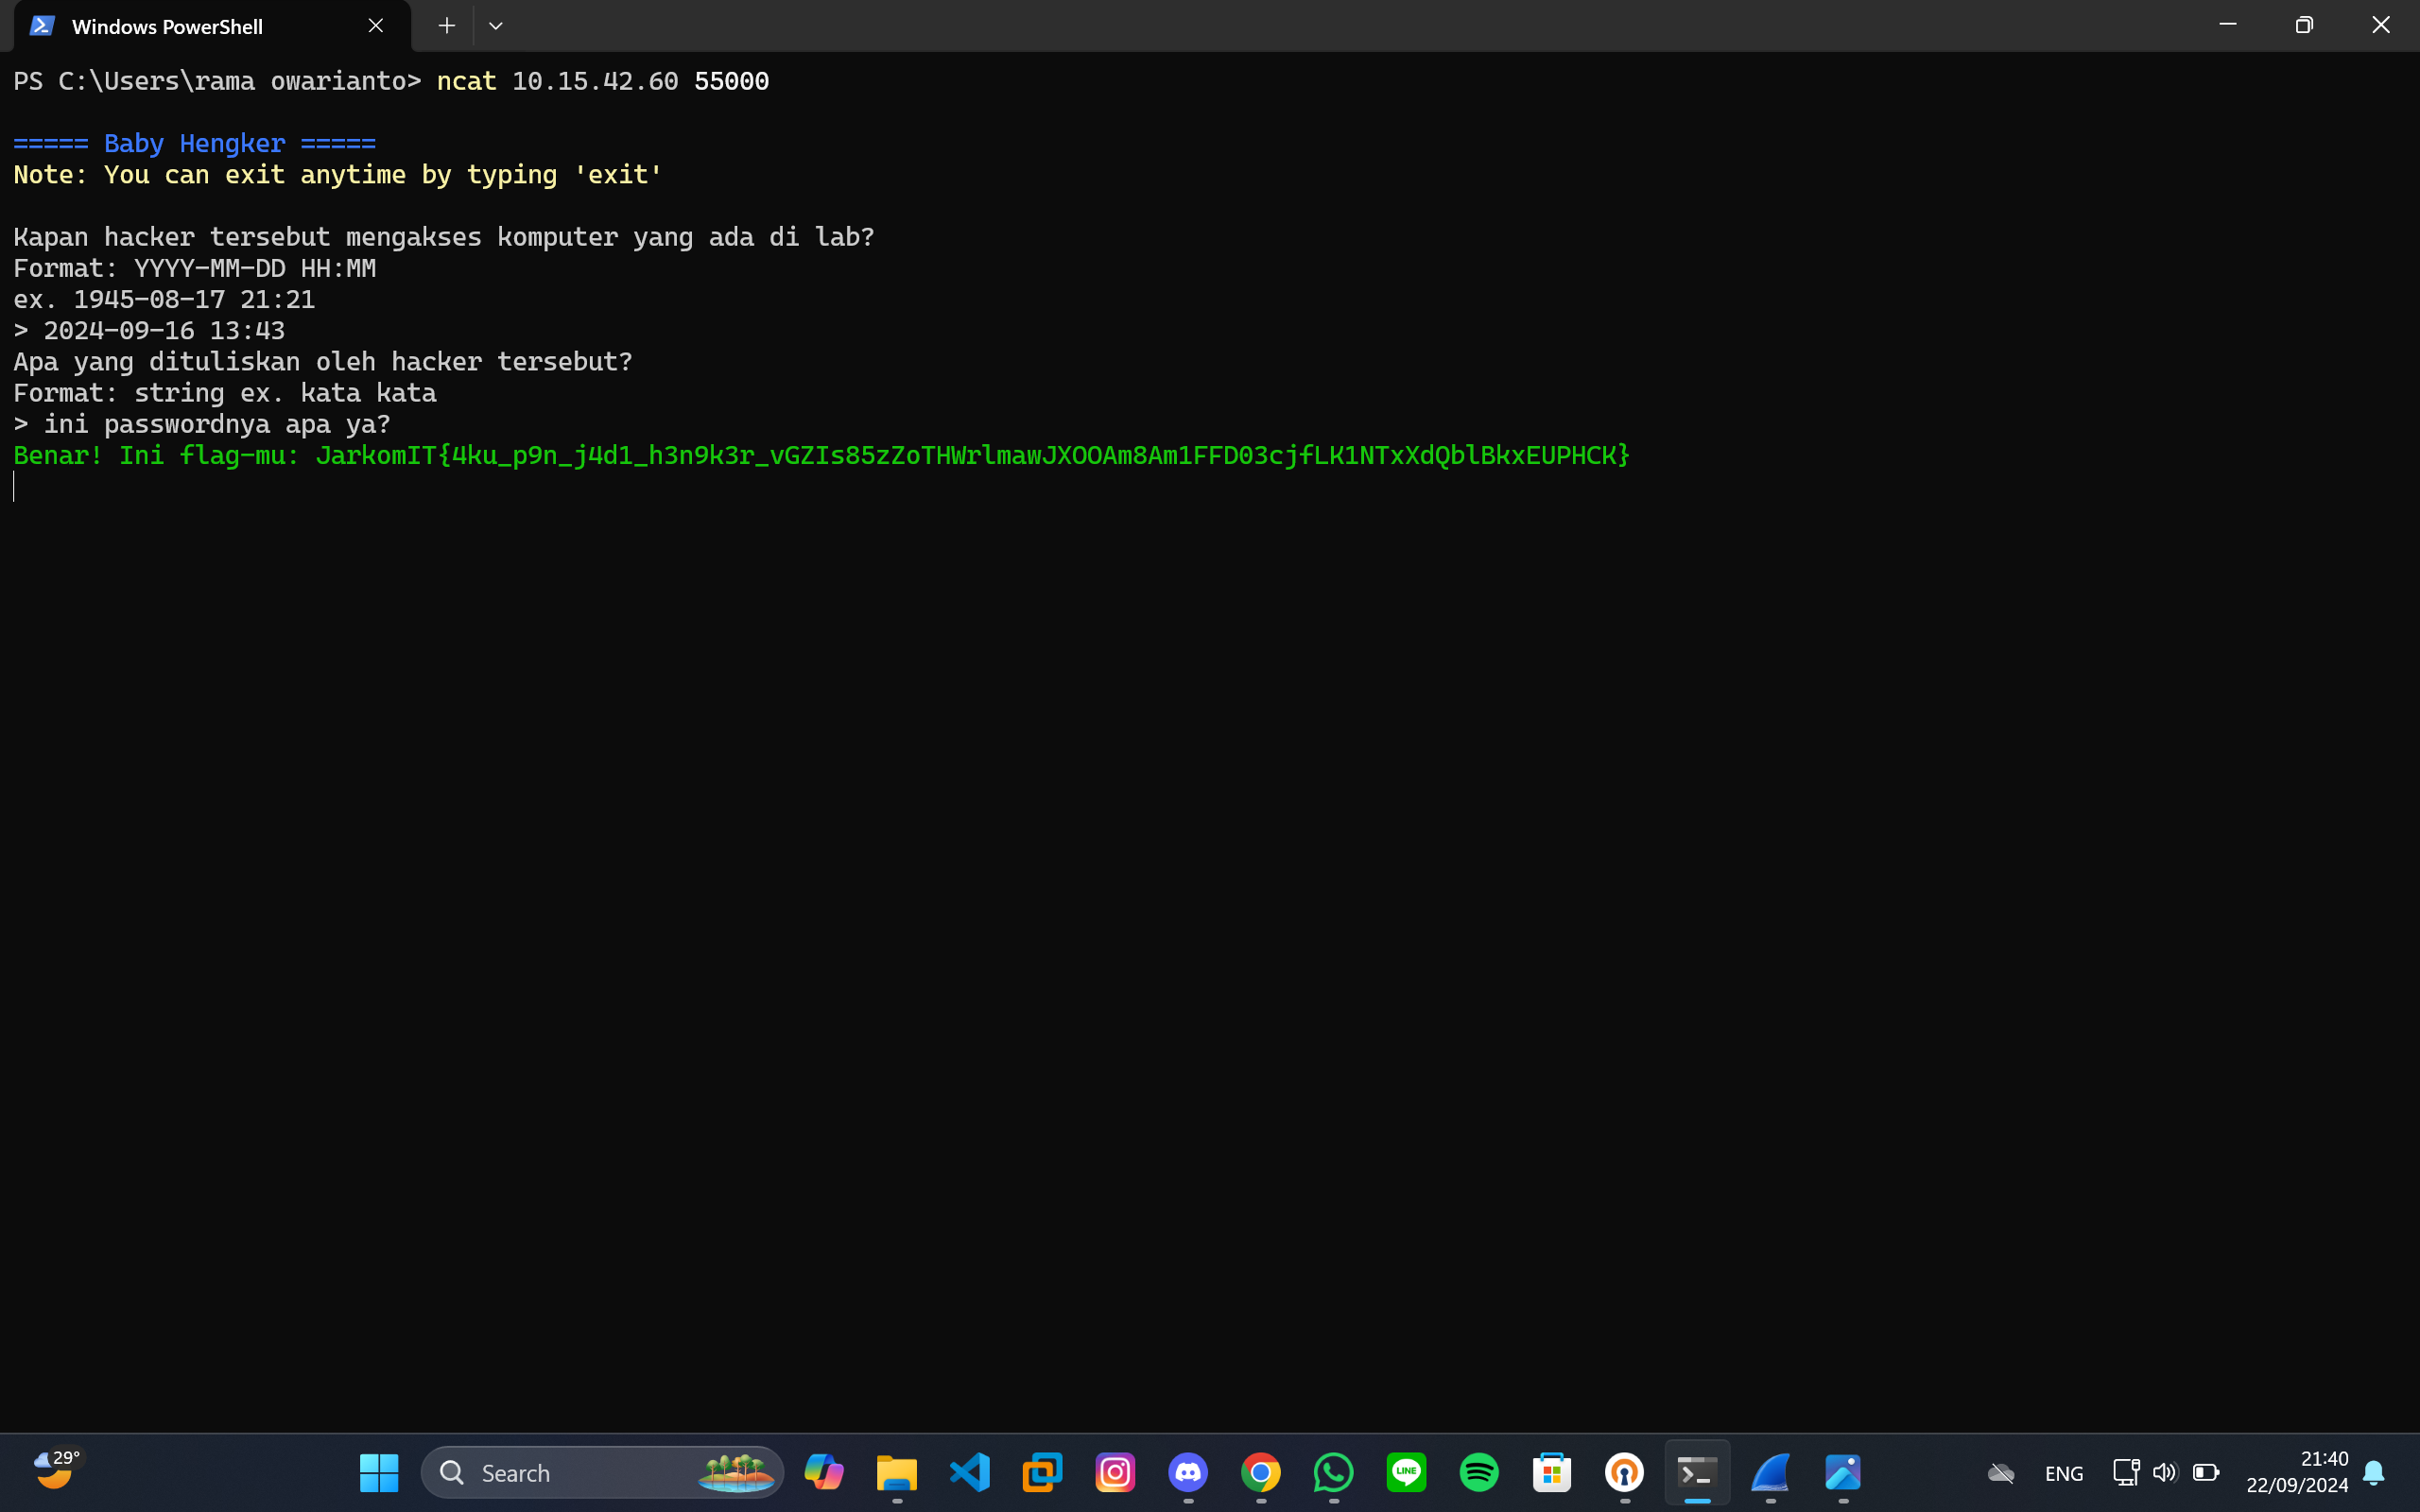 Windows PowerShell
PS C:\Users\rama owarianto> ncat 10.15.42.60 55000
===== Baby Hengker =====
Note: You can exit anytime by typing 'exit'
Kapan hacker tersebut mengakses komputer yang ada di lab?
Format: YYYY-MM-DD HH:MM
ex. 1945-08-17 21:21
> 2024-09-16 13:43
Apa yang dituliskan oleh hacker tersebut?
Format: string ex. kata kata
> ini passwordnya apa ya?
Benar! Ini flag-mu: JarkomIT{4ku_p9n_j4d1_h3n9k3r_vGZIs85zZoTHWrlmawJXOOAm8Am1FFD03cjfLK1NTxXdQblBkxEUPHCK}
29°
Search
LINE
ENG
21:40
22/09/2024